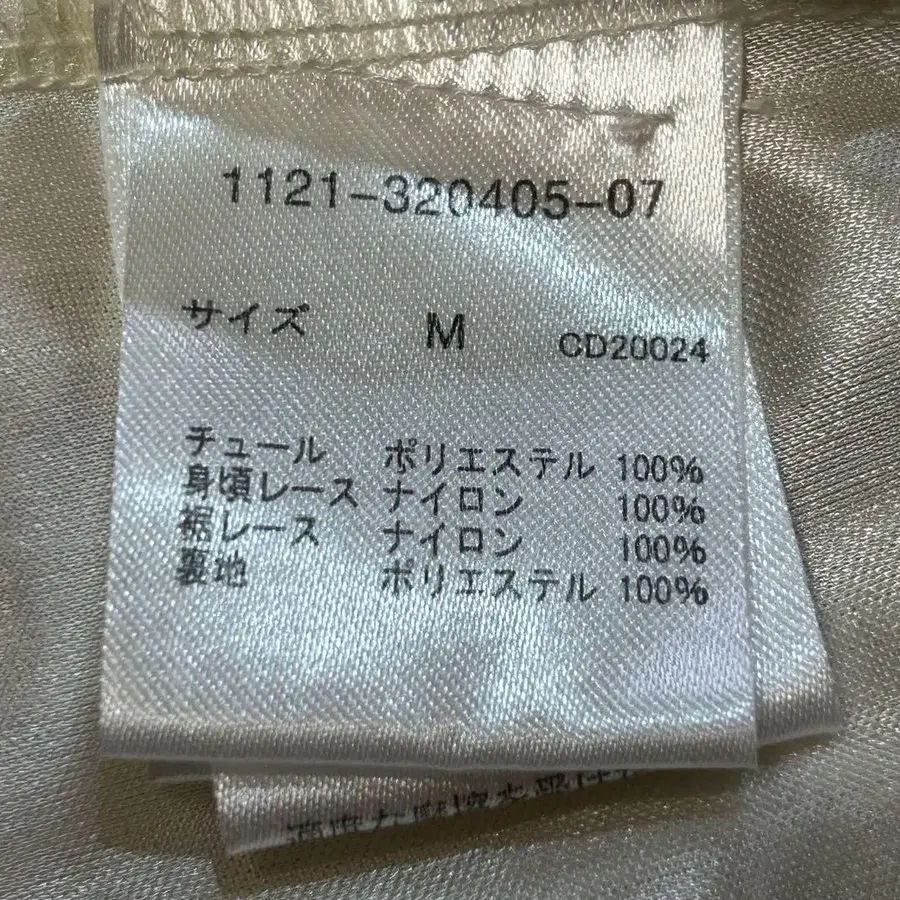 1121-320405-07
サイズ M CD20024
チュール ポリエステル 100%
身頃レース ナイロン 100%
裾レース ナイロン 100%
裏地 ポリエステル 100%